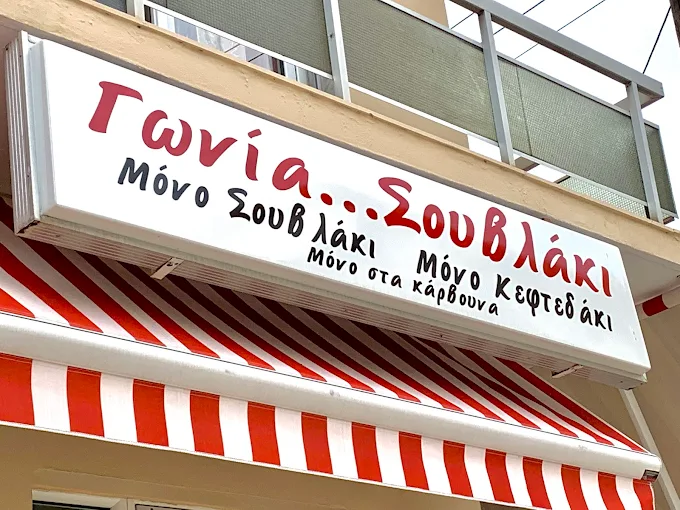 Γωνία...Σουβλάκι
Μόνο Σουβλάκι Μόνο Κεφτεδάκι
Μόνο στα κάρβουνα